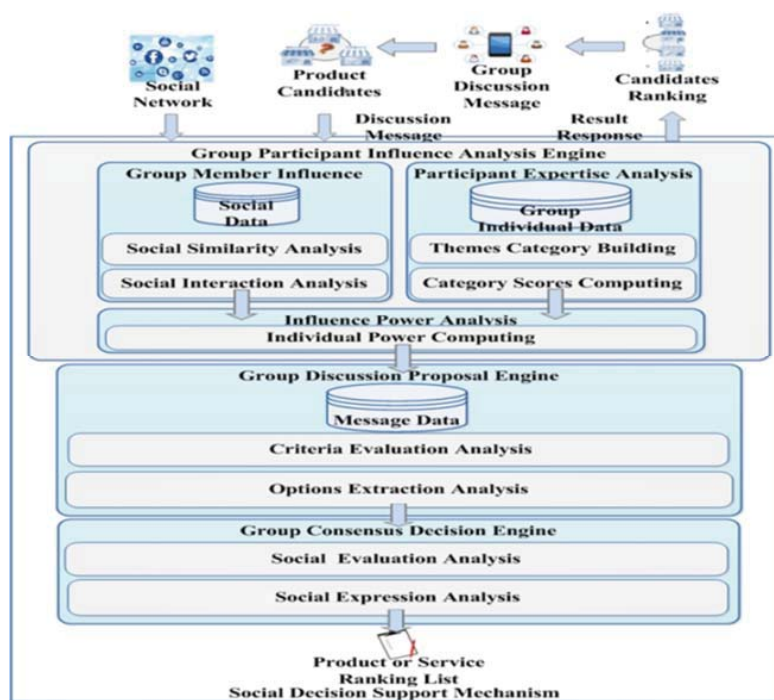 Social
Network
Product
Candidates
Group
Discussion
Message
Candidates
Ranking
Discussion
Message
Result
Response
Group Participant Influence Analysis Engine
Group Member Influence
Social
Data
Social Similarity Analysis
Social Interaction Analysis
Participant Expertise Analysis
Group
Individual Data
Themes Category Building
Category Scores Computing
Influence Power Analysis
Individual Power Computing
Group Discussion Proposal Engine
Message Data
Criteria Evaluation Analysis
Options Extraction Analysis
Group Consensus Decision Engine
Social Evaluation Analysis
Social Expression Analysis
Product or Service
Ranking List
Social Decision Support Mechanism